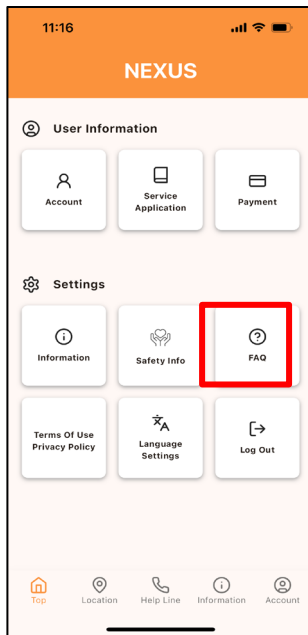 11:16
NEXUS
User Information
Account
Service
Application
Payment
Settings
Information
Safety Info
FAQ
Terms Of Use
Privacy Policy
Language
Settings
Log Out
Top
Location
Help Line
Information
Account